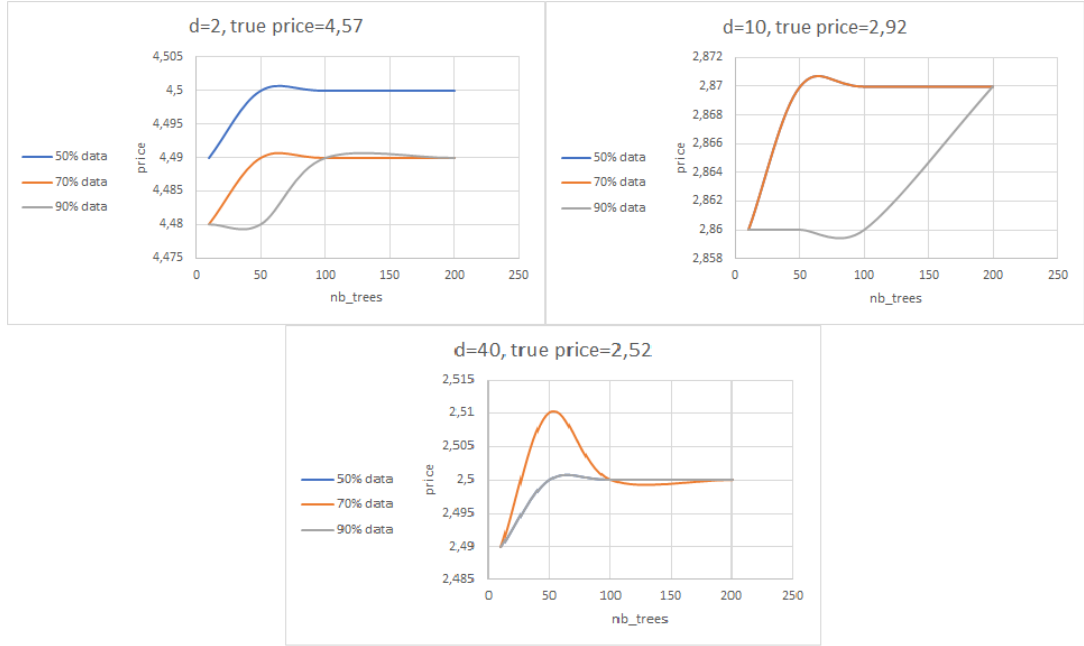 d=2, true price=4,57
4,505
4,5
4,495
4,49
4,485
4,48
4,475
price
50% data
70% data
90% data
0 50 100 150 200 250
nb_trees
d=10, true price=2,92
2,872
2,87
2,868
2,866
2,864
2,862
2,86
2,858
price
50% data
70% data
90% data
0 50 100 150 200 250
nb_trees
d=40, true price=2,52
2,515
2,51
2,505
2,5
2,495
2,49
2,485
price
50% data
70% data
90% data
0 50 100 150 200 250
nb_trees